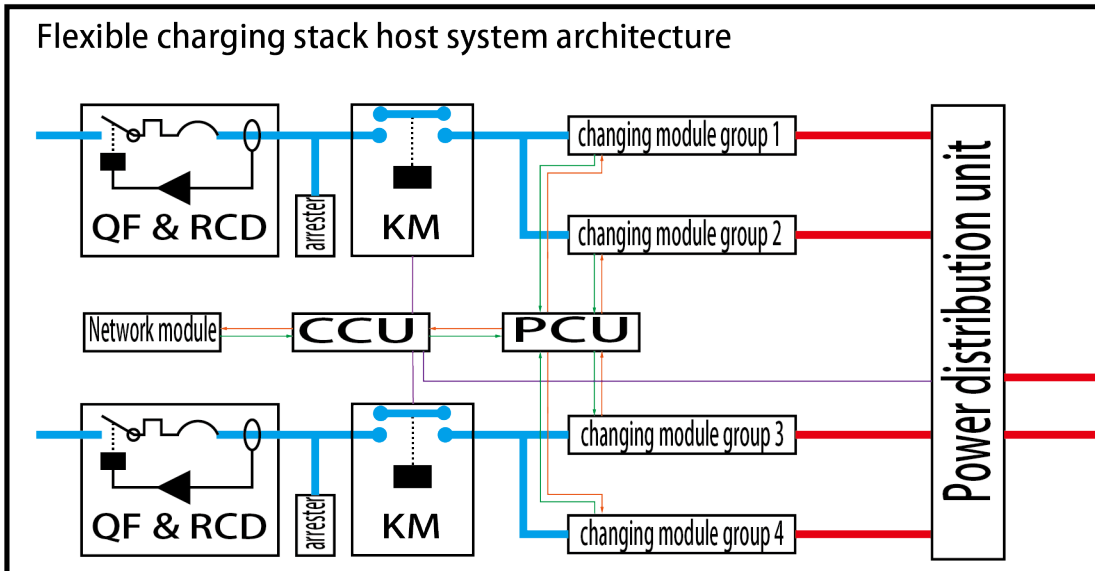 Flexible charging stack host system architecture
QF & RCD
arrester
KM
changing module group 1
changing module group 2
Power distribution unit
Network module
CCU
PCU
QF & RCD
arrester
KM
changing module group 3
changing module group 4